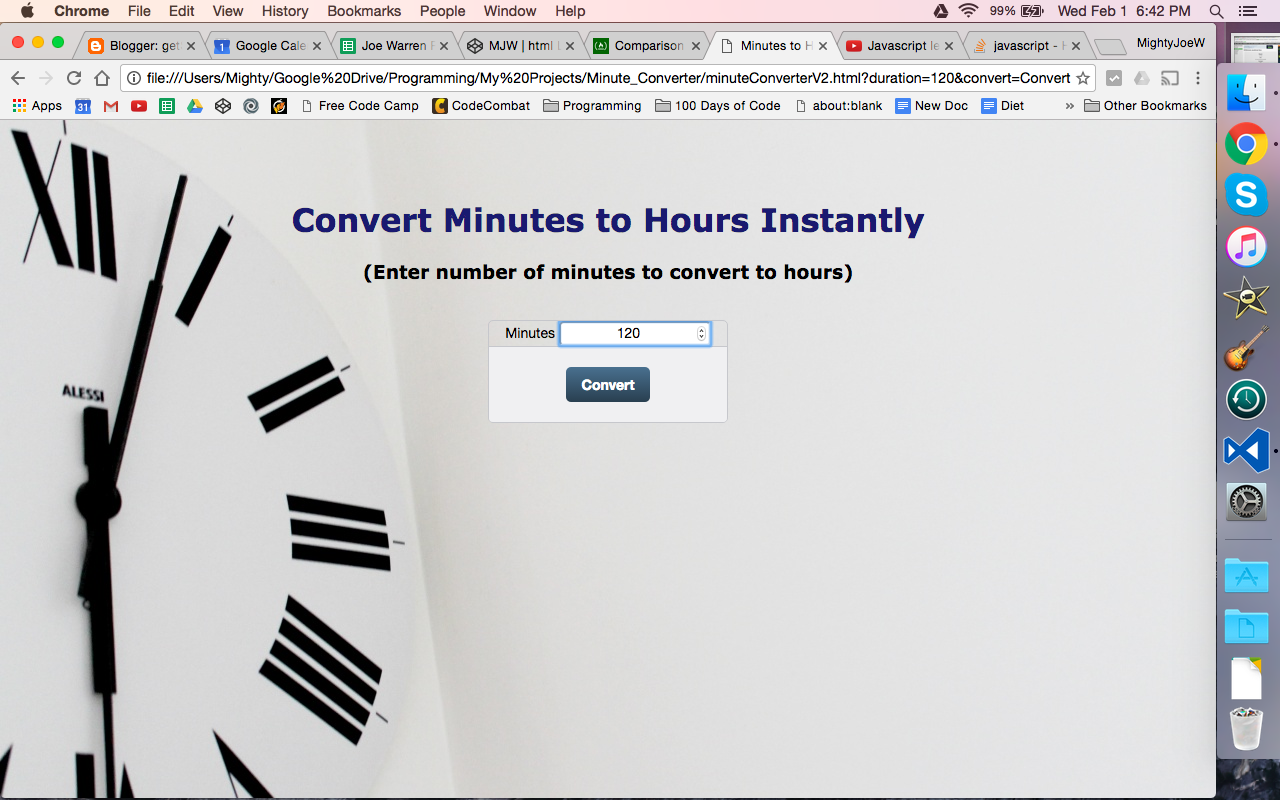 Chrome File Edit View History Bookmarks People Window Help 99% Wed Feb 1 6:42 PM
Blogger: get Google Cale Joe Warren MJW | html Comparison Minutes to H Javascript le javascript - MightyJoeW
file:///Users/Mighty/Google%20Drive/Programming/My%20Projects/Minute_Converter/minuteConverterV2.html?duration=120&convert=Convert
Apps 31 Free Code Camp CodeCombat Programming 100 Days of Code about:blank New Doc Diet » Other Bookmarks
XII
Convert Minutes to Hours Instantly
(Enter number of minutes to convert to hours)
I
Minutes 120
II
Convert
ALESSI
III
IIII